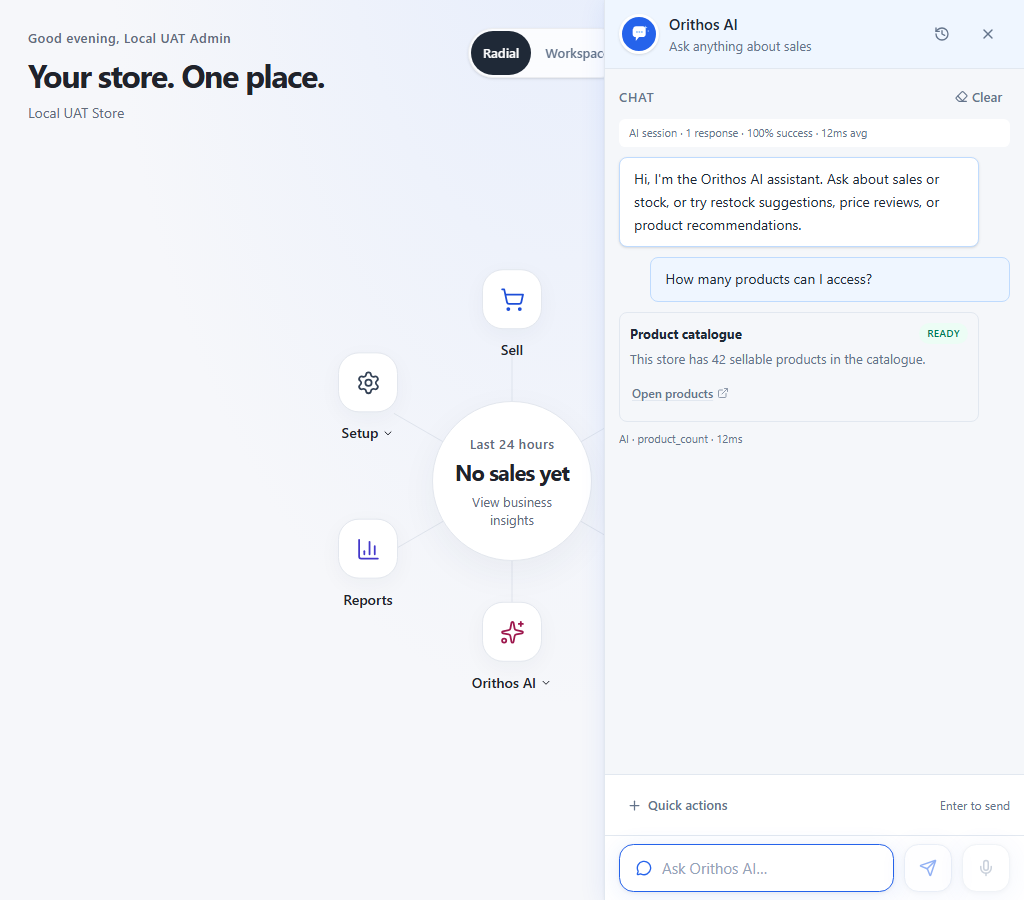 Good evening, Local UAT Admin
Your store. One place.
Local UAT Store
Radial
Workspac
Sell
Setup
Last 24 hours
No sales yet
View business
insights
Reports
Orithos AI
Orithos AI
Ask anything about sales
CHAT
Clear
AI session · 1 response · 100% success · 12ms avg
Hi, I'm the Orithos AI assistant. Ask about sales or
stock, or try restock suggestions, price reviews, or
product recommendations.
How many products can I access?
Product catalogue
READY
This store has 42 sellable products in the catalogue.
Open products
AI · product_count · 12ms
Quick actions
Enter to send
Ask Orithos AI...